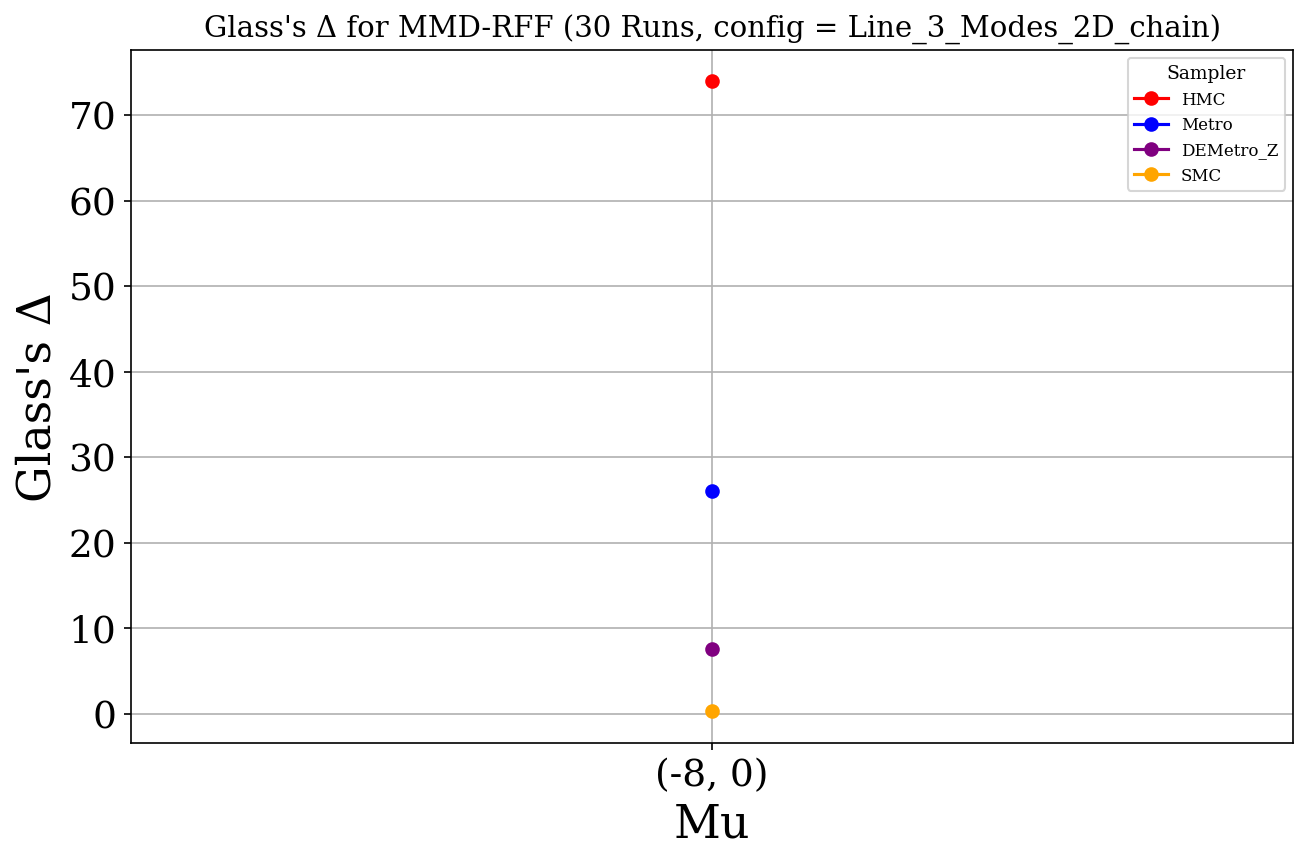 Glass's Δ for MMD-RFF (30 Runs, config = Line_3_Modes_2D_chain)
Sampler
HMC
Metro
DEMetro_Z
SMC
Glass's Δ
70
60
50
40
30
20
10
0
(-8, 0)
Mu